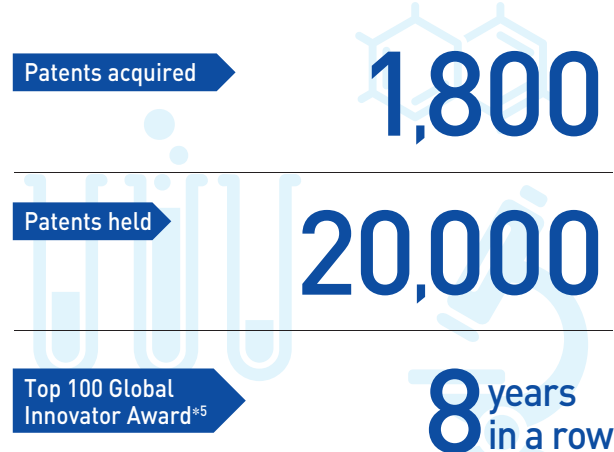 Patents acquired
1,800
Patents held
20,000
Top 100 Global
Innovator Award*5
8 years
in a row